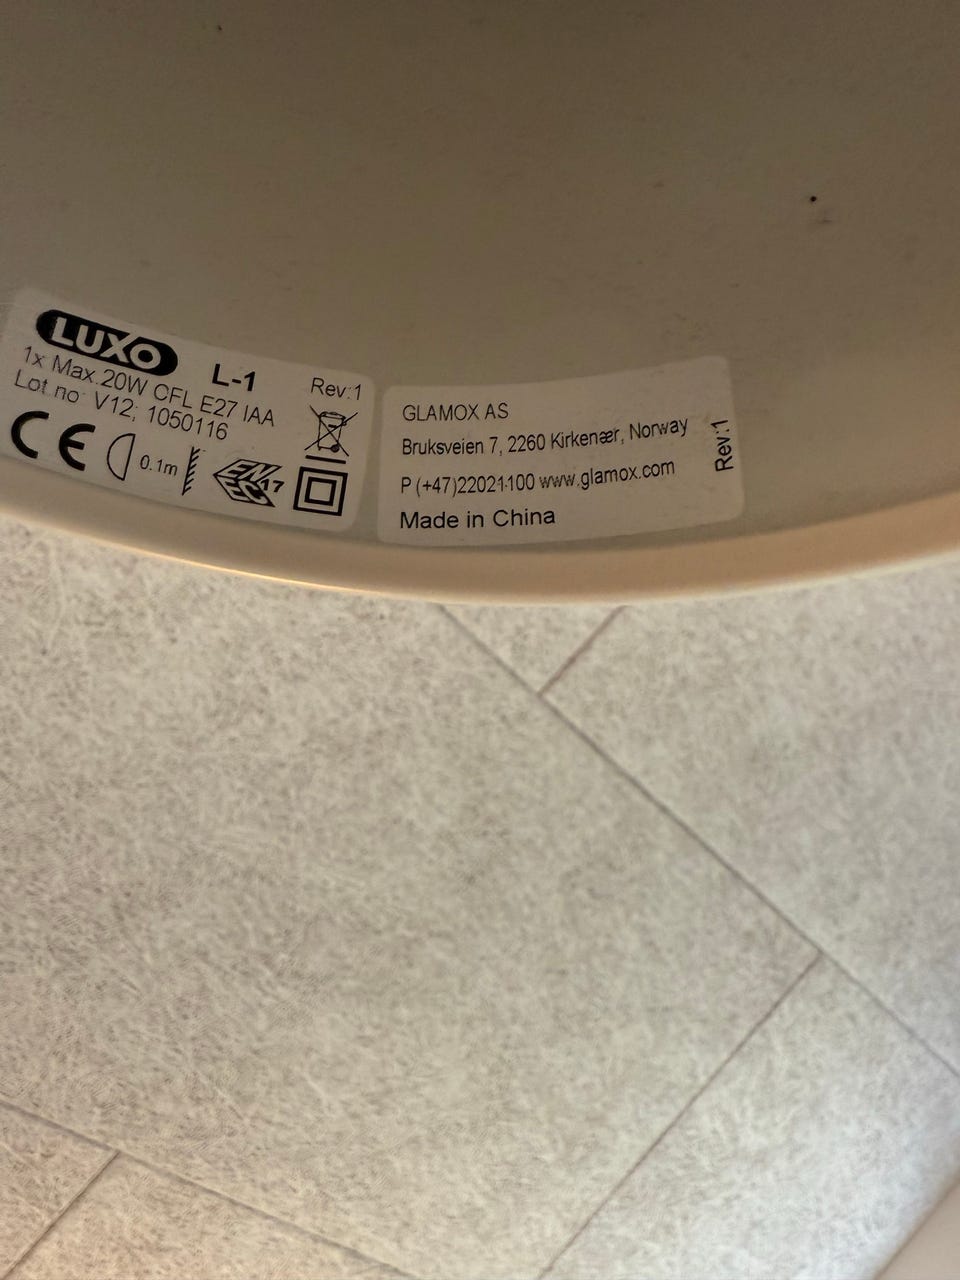 LUXO
L-1 Rev:1
1x Max.20W CFL E27 IAA
Lot no: V12; 1050116
CE 0.1m ENEC 17
GLAMOX AS
Bruksveien 7, 2260 Kirkenær, Norway
P (+47)22021100 www.glamox.com
Made in China
Rev:1